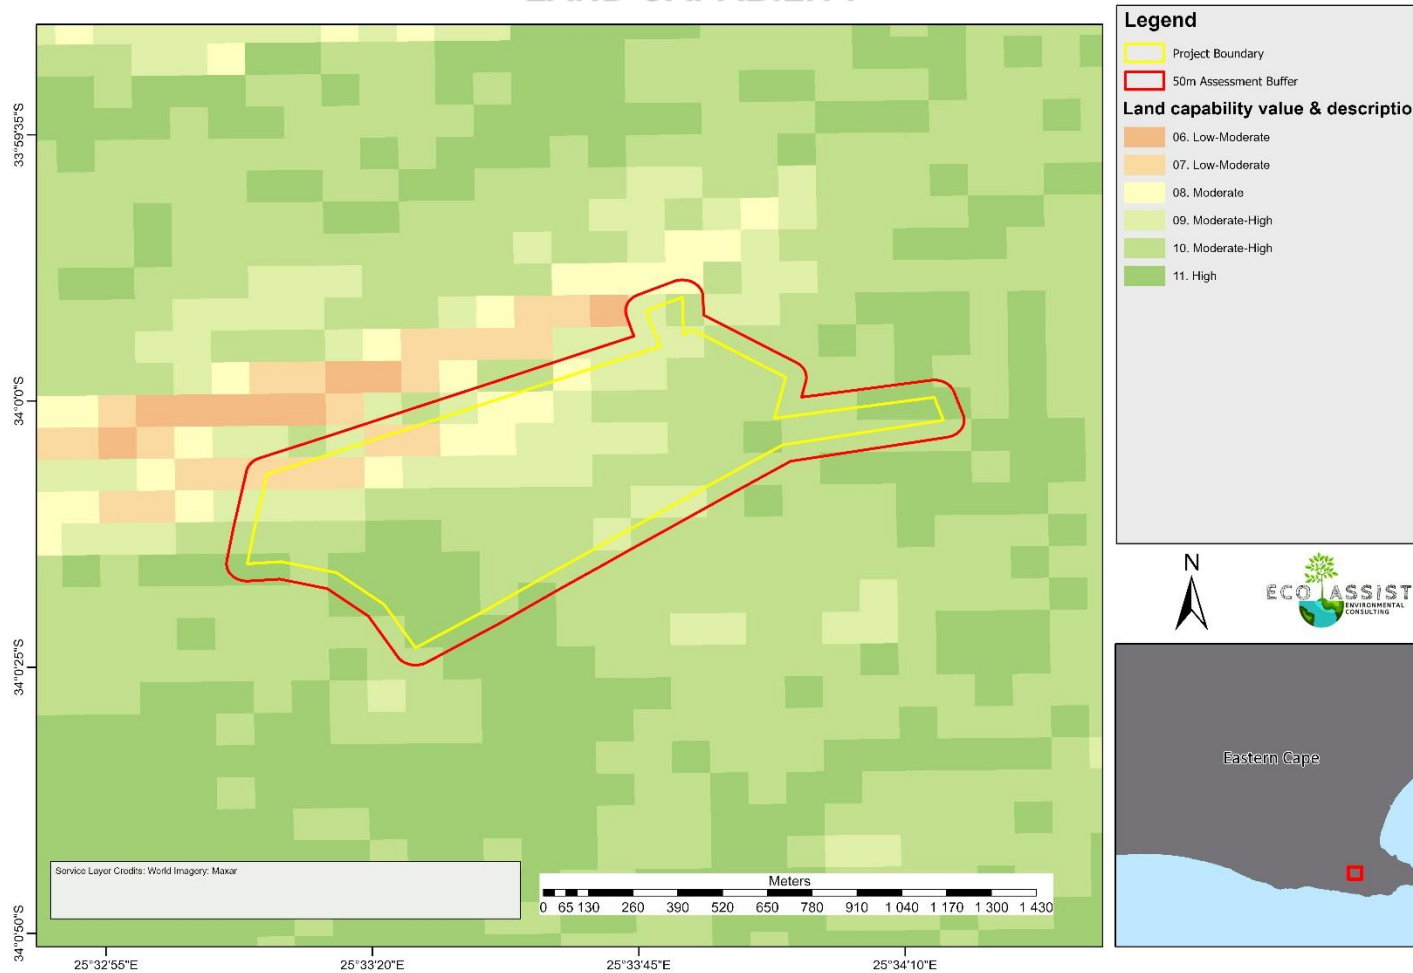 LAND CAPABILITY
Legend
Project Boundary
50m Assessment Buffer
Land capability value & descriptio
06. Low-Moderate
07. Low-Moderate
08. Moderate
09. Moderate-High
10. Moderate-High
11. High
33°59'35"S
34°0'0"S
34°0'25"S
34°0'50"S
N
ECO ASSIST
ENVIRONMENTAL
CONSULTING
Eastern Cape
Service Layer Credits: World Imagery: Maxar
Meters
0 65 130 260 390 520 650 780 910 1 040 1 170 1 300 1 430
25°32'55"E 25°33'20"E 25°33'45"E 25°34'10"E